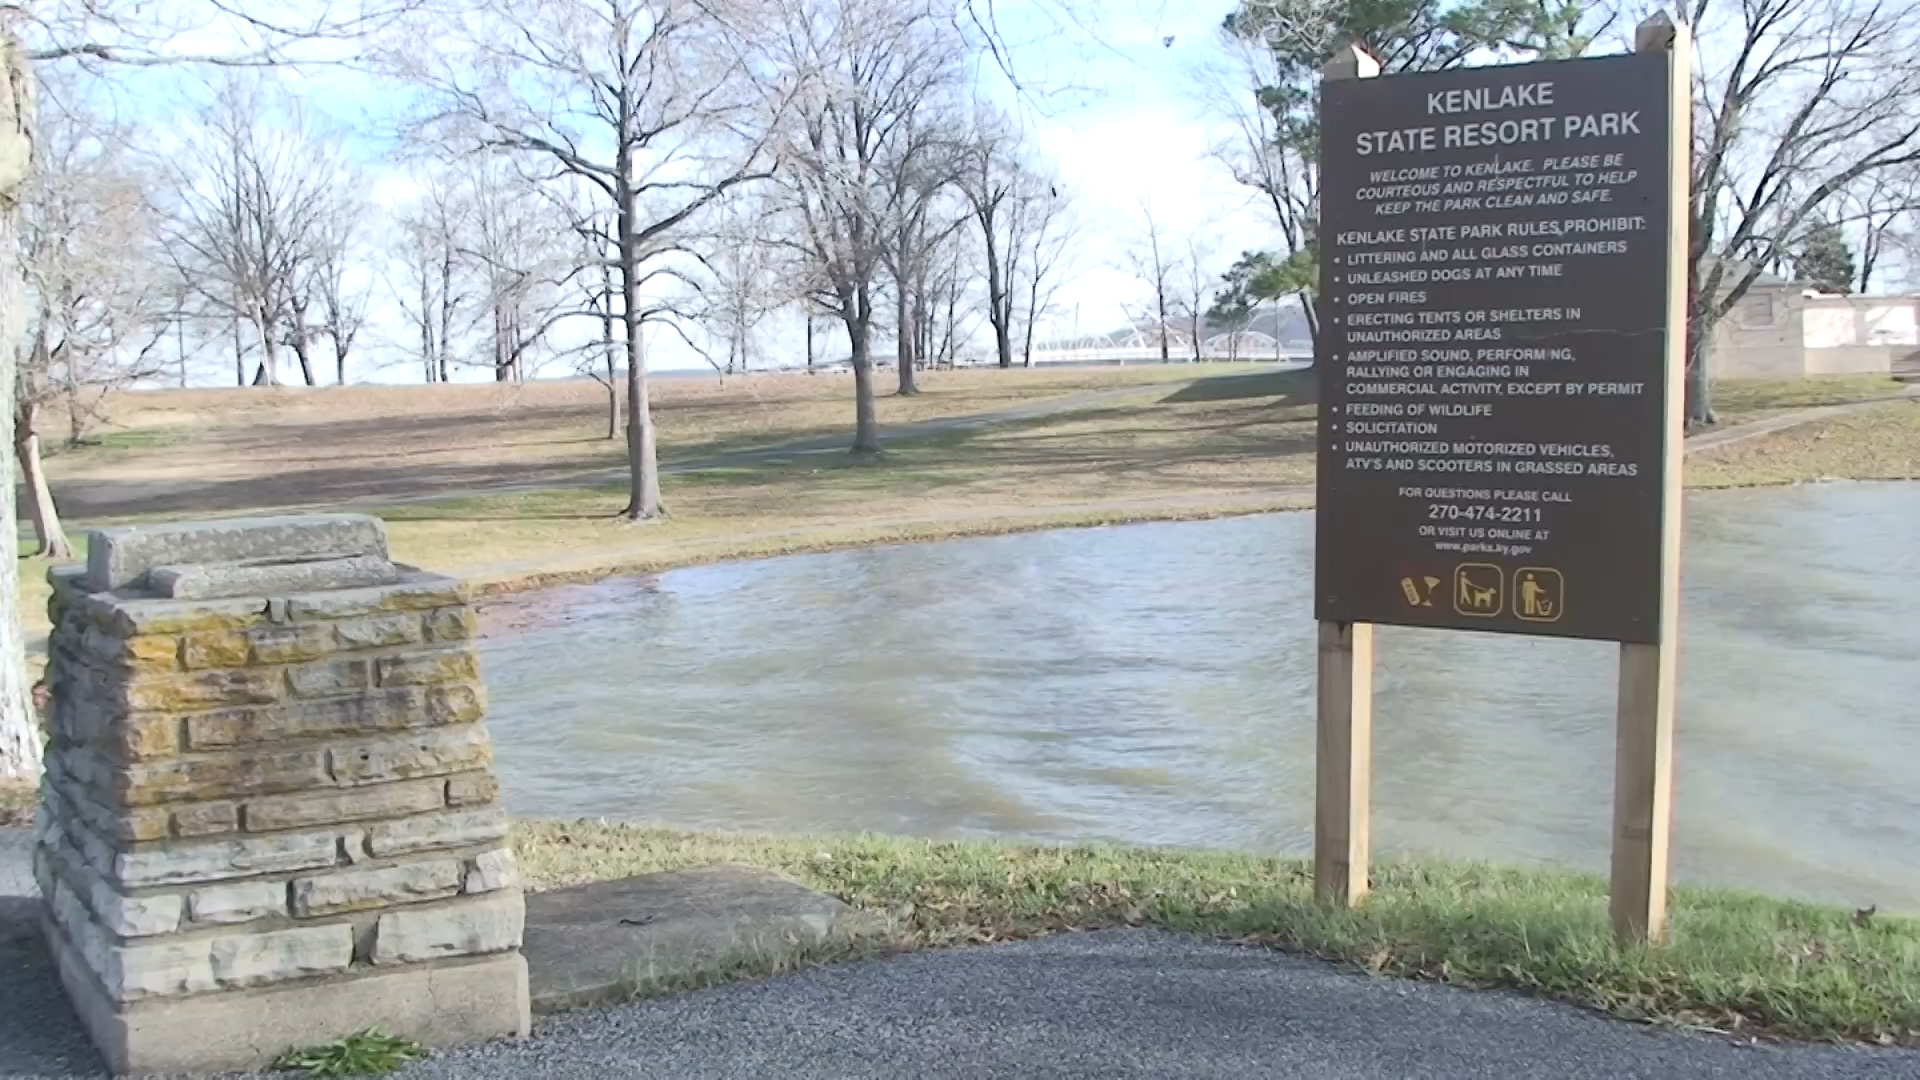 KENLAKE
STATE RESORT PARK
WELCOME TO KENLAKE. PLEASE BE
COURTEOUS AND RESPECTFUL TO HELP
KEEP THE PARK CLEAN AND SAFE.
KENLAKE STATE PARK RULES PROHIBIT:
• LITTERING AND ALL GLASS CONTAINERS
• UNLEASHED DOGS AT ANY TIME
• OPEN FIRES
• ERECTING TENTS OR SHELTERS IN
UNAUTHORIZED AREAS
• AMPLIFIED SOUND, PERFORMING,
RALLYING OR ENGAGING IN
COMMERCIAL ACTIVITY, EXCEPT BY PERMIT
• FEEDING OF WILDLIFE
• SOLICITATION
• UNAUTHORIZED MOTORIZED VEHICLES,
ATV'S AND SCOOTERS IN GRASSED AREAS
FOR QUESTIONS PLEASE CALL
270-474-2211
OR VISIT US ONLINE AT
www.parks.ky.gov